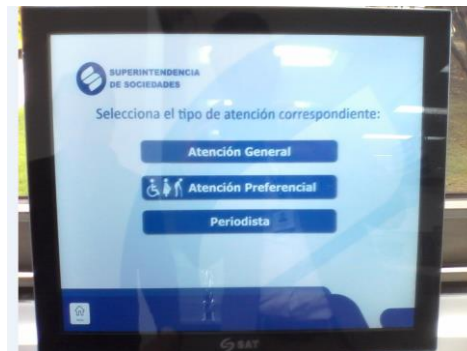 SUPERINTENDENCIA
DE SOCIEDADES
Selecciona el tipo de atención correspondiente:
Atención General
Atención Preferencial
Periodista
SAT